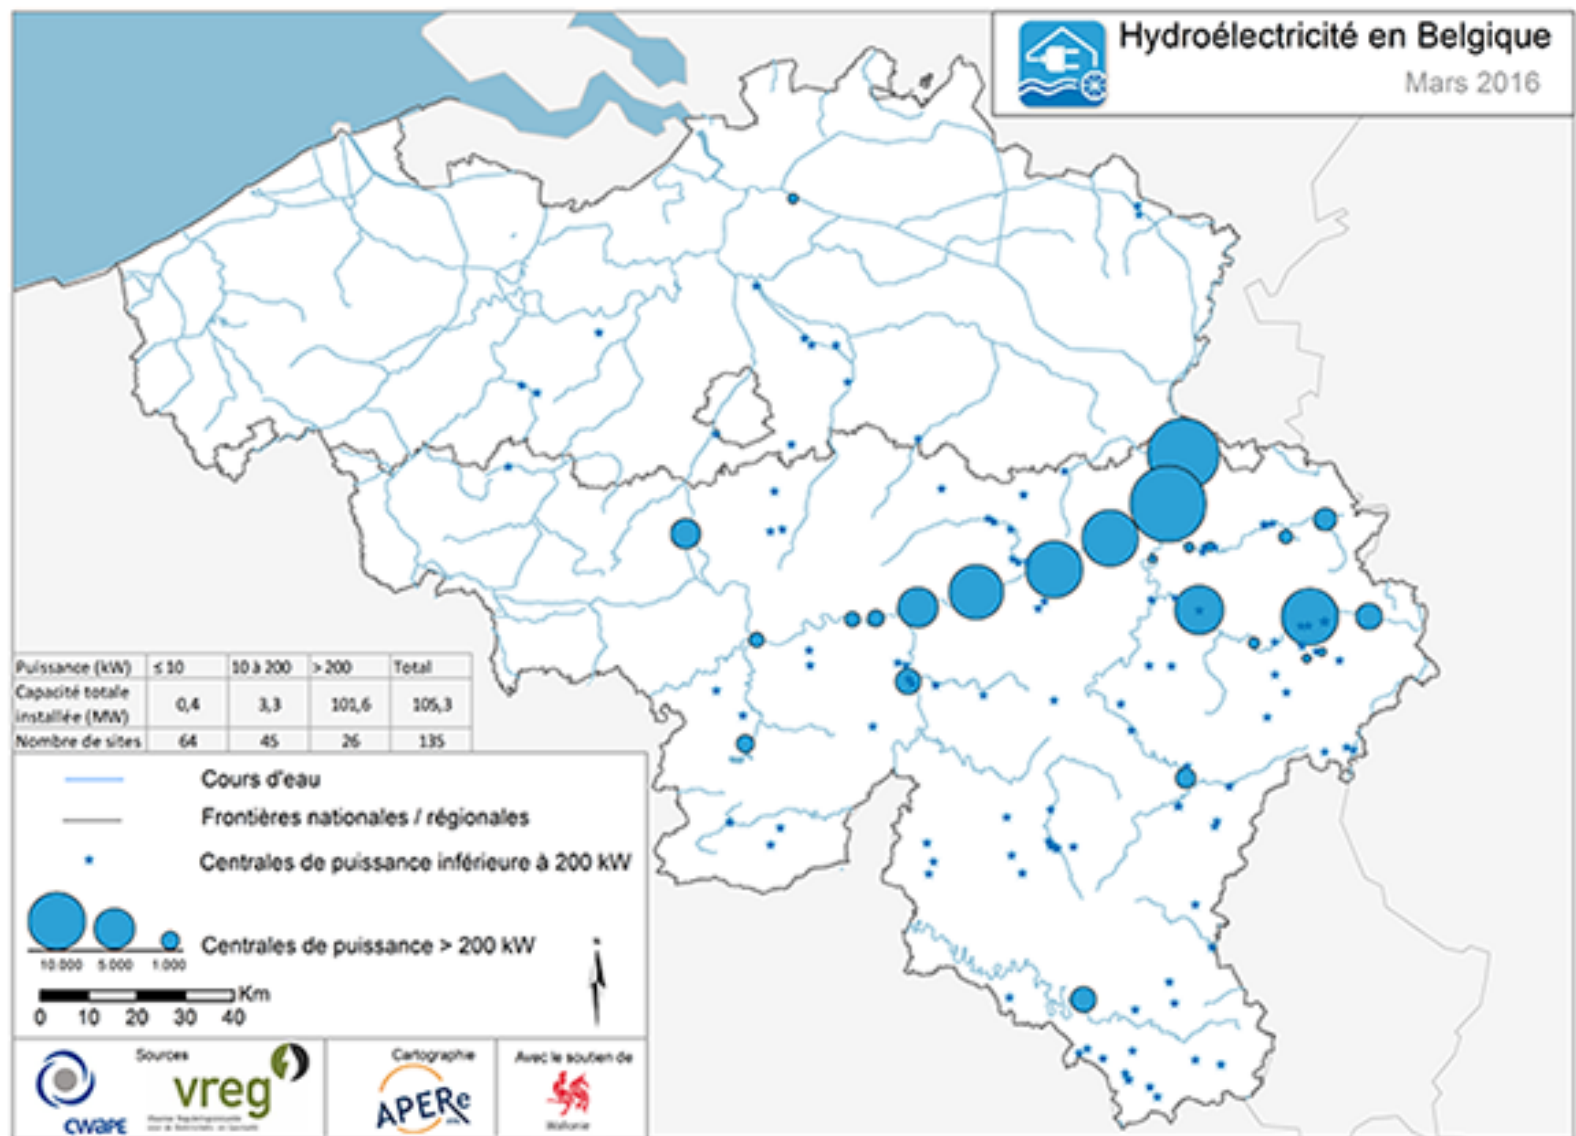 Hydroélectricité en Belgique
Mars 2016
Puissance (kW) ≤ 10 10 à 200 > 200 Total
Capacité totale
installée (MW) 0,4 3,3 101,6 105,3
Nombre de sites 64 45 26 135
Cours d'eau
Frontières nationales / régionales
Centrales de puissance inférieure à 200 kW
Centrales de puissance > 200 kW
10.000 5.000 1.000
Km
0 10 20 30 40
Sources
CWAPE
vreg
Cartographie
APERe
Avec le soutien de
Wallonie